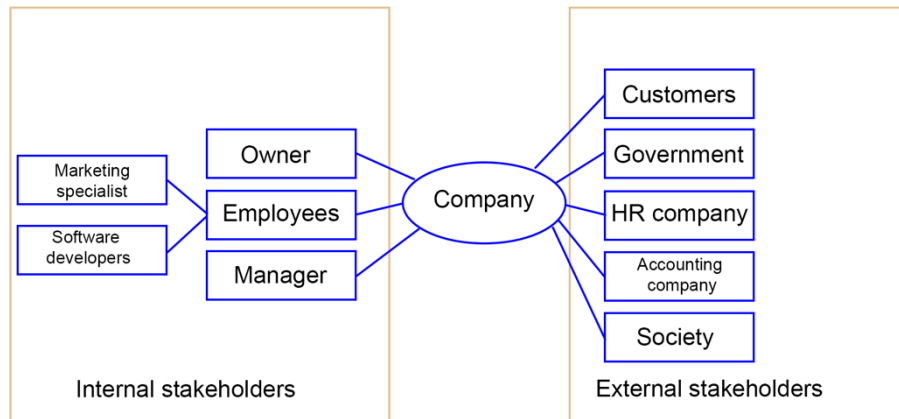 Marketing
specialist
Software
developers
Owner
Employees
Manager
Company
Customers
Government
HR company
Accounting
company
Society
Internal stakeholders
External stakeholders